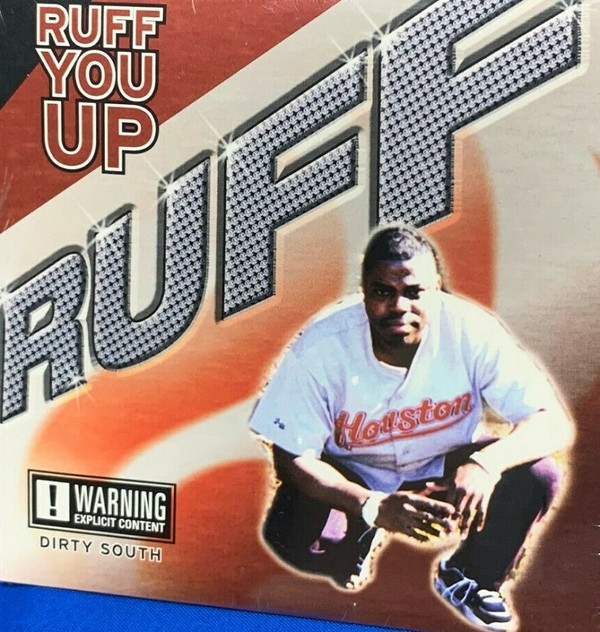 RUFF
YOU
UP
RUFF
Houston
! WARNING
EXPLICIT CONTENT
DIRTY SOUTH